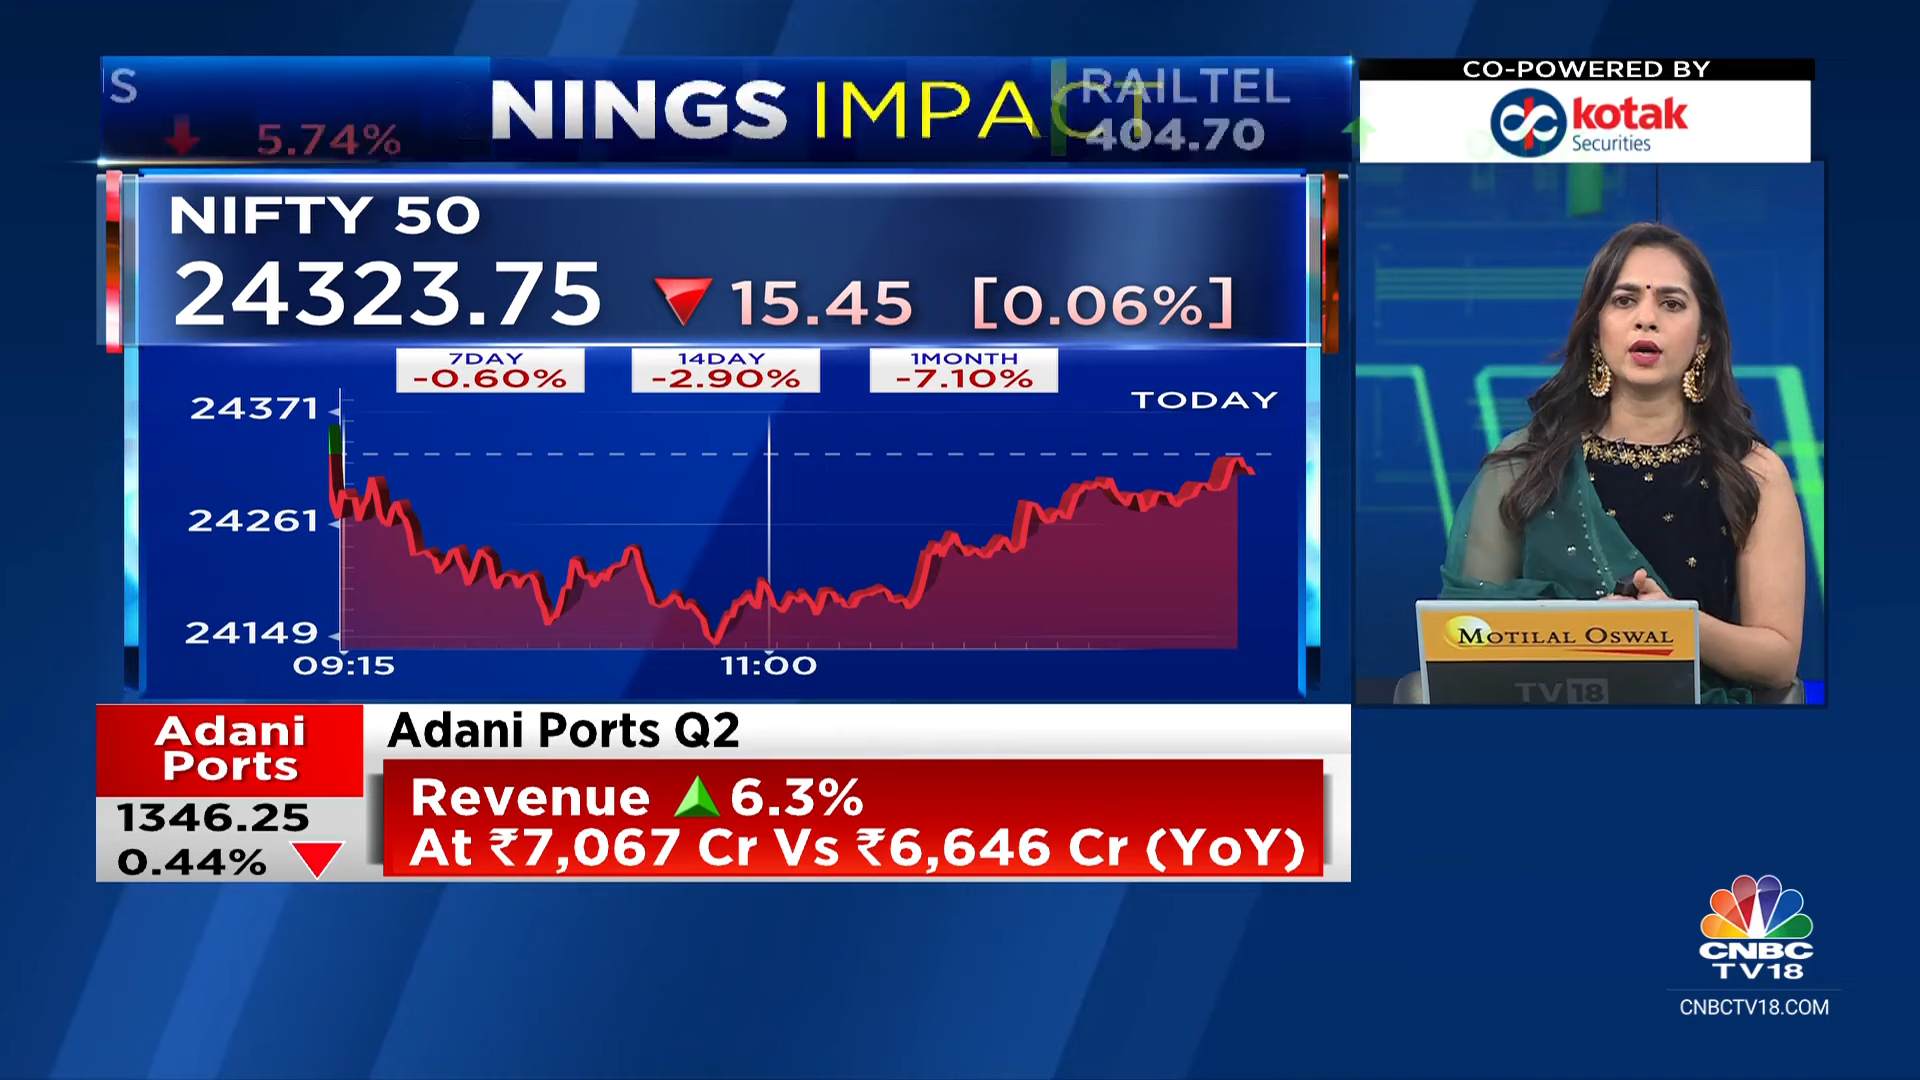 S
5.74%
NINGS IMPACT
RAILTEL
404.70
CO-POWERED BY
kotak
Securities
NIFTY 50
24323.75 15.45 [0.06%]
7DAY
-0.60%
14DAY
-2.90%
1MONTH
-7.10%
TODAY
24371
24261
24149
09:15
11:00
MOTILAL OSWAL
TV18
Adani
Ports
1346.25
0.44%
Adani Ports Q2
Revenue 6.3%
At ₹7,067 Cr Vs ₹6,646 Cr (YoY)
CNBC
TV18
CNBCTV18.COM